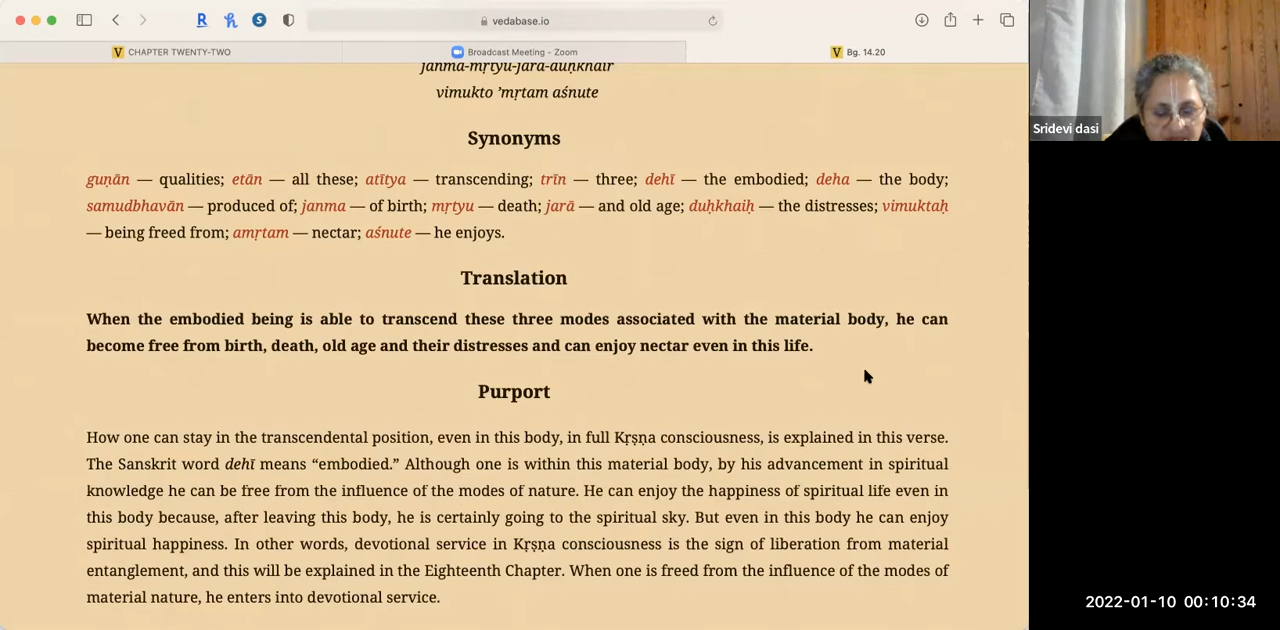 vedabase.io
CHAPTER TWENTY-TWO
Broadcast Meeting - Zoom
Bg. 14.20
janma-mṛtyu-jarā-duḥkhair
vimukto ’mṛtam aśnute
Synonyms
guṇān — qualities; etān — all these; atītya — transcending; trīn — three; dehī — the embodied; deha — the body;
samudbhavān — produced of; janma — of birth; mṛtyu — death; jarā — and old age; duḥkhaiḥ — the distresses; vimuktaḥ
— being freed from; amṛtam — nectar; aśnute — he enjoys.
Translation
When the embodied being is able to transcend these three modes associated with the material body, he can
become free from birth, death, old age and their distresses and can enjoy nectar even in this life.
Purport
How one can stay in the transcendental position, even in this body, in full Kṛṣṇa consciousness, is explained in this verse.
The Sanskrit word dehī means “embodied.” Although one is within this material body, by his advancement in spiritual
knowledge he can be free from the influence of the modes of nature. He can enjoy the happiness of spiritual life even in
this body because, after leaving this body, he is certainly going to the spiritual sky. But even in this body he can enjoy
spiritual happiness. In other words, devotional service in Kṛṣṇa consciousness is the sign of liberation from material
entanglement, and this will be explained in the Eighteenth Chapter. When one is freed from the influence of the modes of
material nature, he enters into devotional service.
Sridevi dasi
2022-01-10 00:10:34